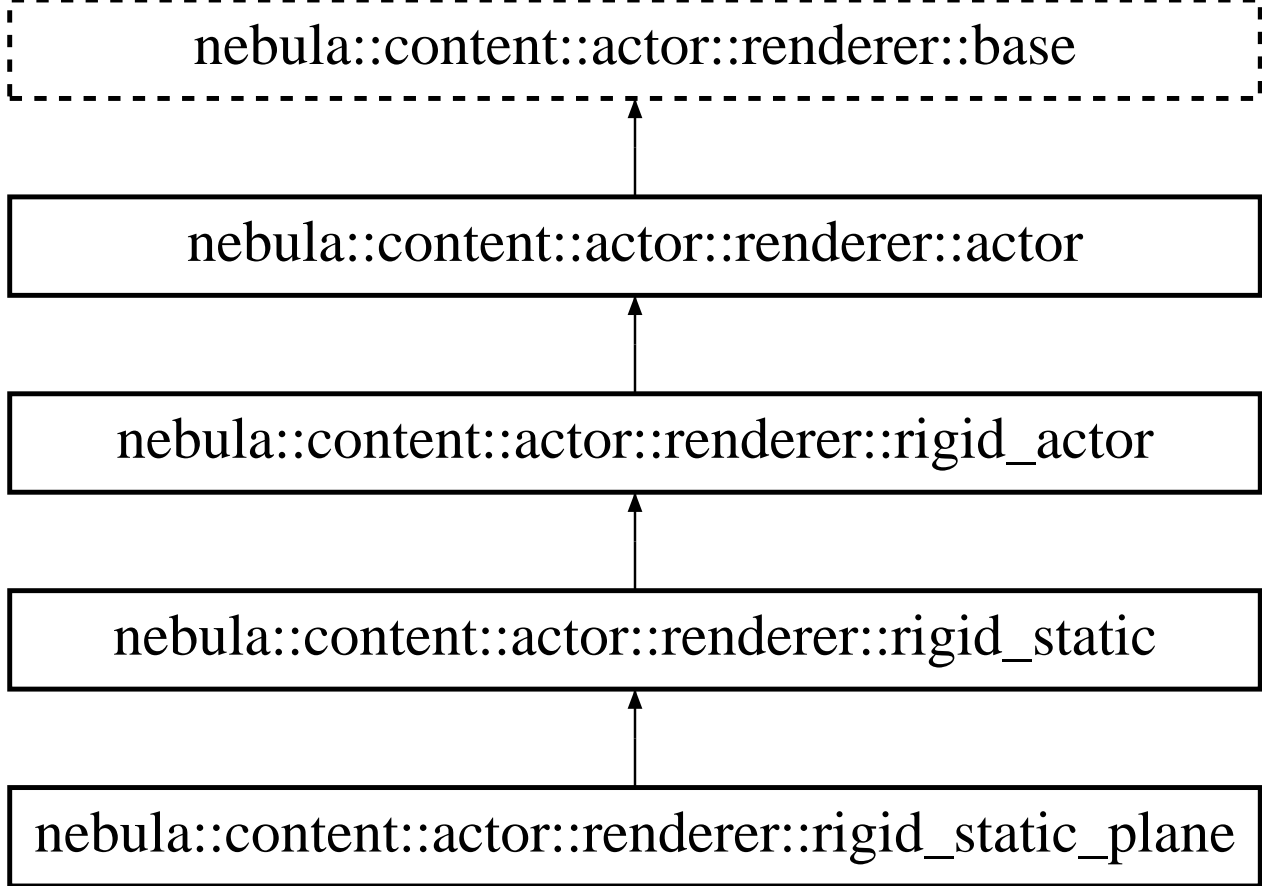 nebula::content::actor::renderer::base
nebula::content::actor::renderer::actor
nebula::content::actor::renderer::rigid_actor
nebula::content::actor::renderer::rigid_static
nebula::content::actor::renderer::rigid_static_plane